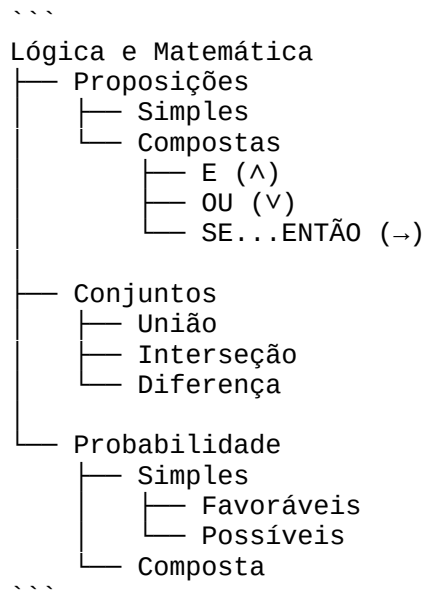 ```
Lógica e Matemática
├── Proposições
│   ├── Simples
│   └── Compostas
│       ├── E (∧)
│       ├── OU (∨)
│       └── SE...ENTÃO (→)
│
├── Conjuntos
│   ├── União
│   ├── Interseção
│   └── Diferença
│
└── Probabilidade
    ├── Simples
    │   ├── Favoráveis
    │   └── Possíveis
    └── Composta
```